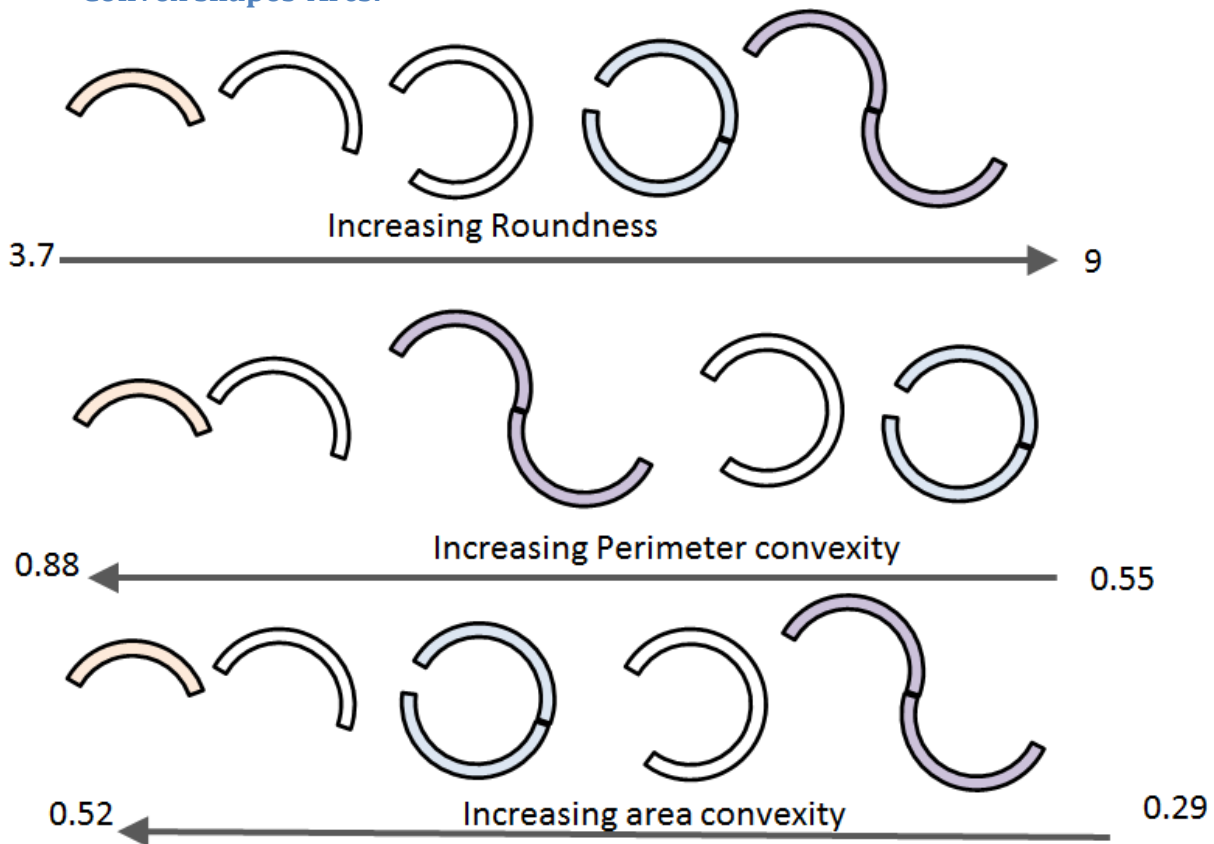 Increasing Roundness
3.7
9
Increasing Perimeter convexity
0.88
0.55
Increasing area convexity
0.52
0.29